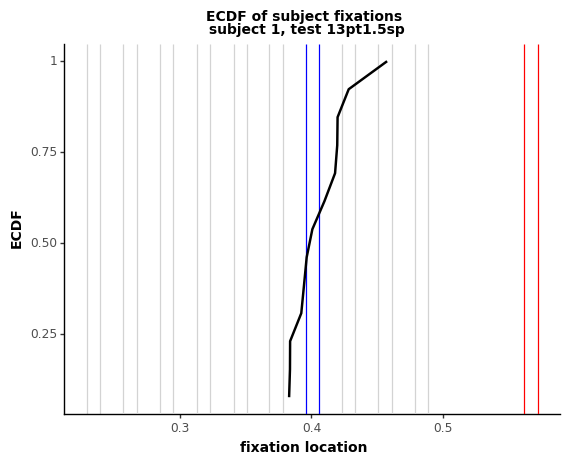 ECDF of subject fixations
subject 1, test 13pt1.5sp
1
0.75
0.50
0.25
ECDF
0.3
0.4
0.5
fixation location